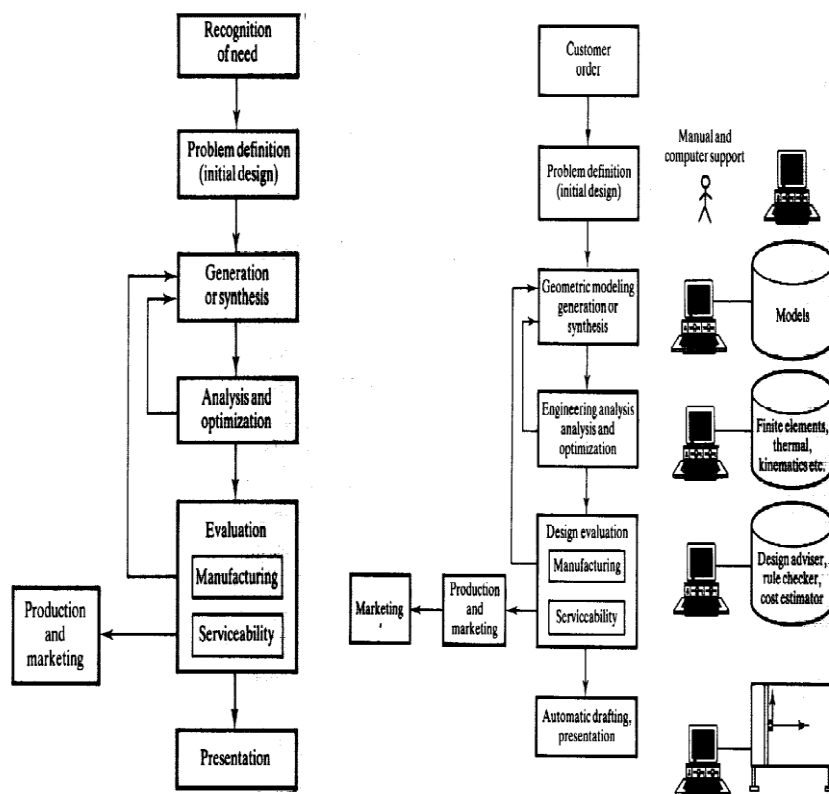 Recognition
of need
Problem definition
(initial design)
Generation
or synthesis
Analysis and
optimization
Evaluation
Manufacturing
Serviceability
Production
and
marketing
Presentation
Customer
order
Problem definition
(initial design)
Geometric modeling
generation or
synthesis
Engineering analysis
analysis and
optimization
Design evaluation
Manufacturing
Serviceability
Production
and
marketing
Marketing
Automatic drafting,
presentation
Manual and
computer support
Models
Finite elements,
thermal,
kinematics etc.
Design adviser,
rule checker,
cost estimator